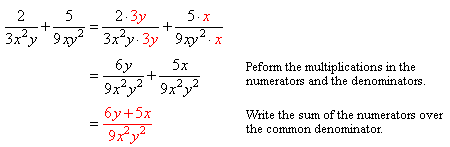 2/(3x²y) + 5/(9xy²) = (2·3y)/(3x²y·3y) + (5·x)/(9xy²·x)
= 6y/(9x²y²) + 5x/(9x²y²) Peform the multiplications in the
numerators and the denominators.
= (6y+5x)/(9x²y²) Write the sum of the numerators over
the common denominator.